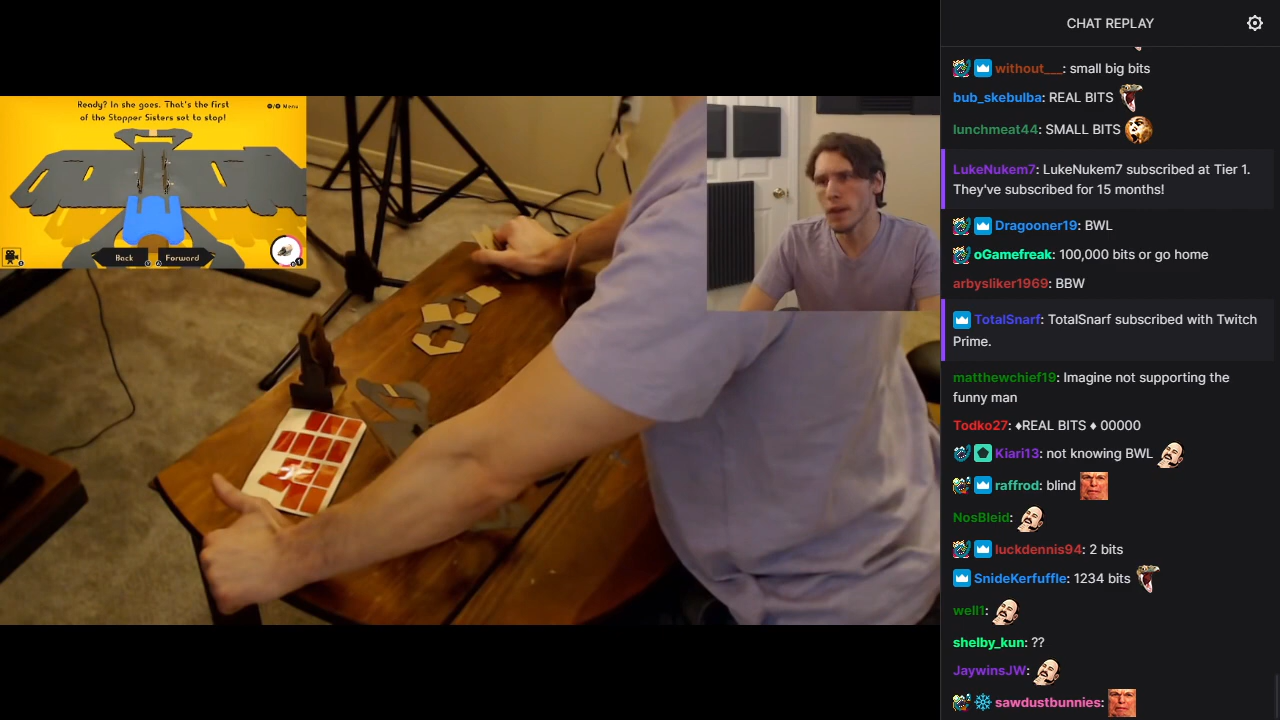 Ready? In she goes. That's the first
of the Stopper Sisters set to stop!
Menu
Back
Forward
CHAT REPLAY
without___: small big bits
bub_skebulba: REAL BITS
lunchmeat44: SMALL BITS
LukeNukem7: LukeNukem7 subscribed at Tier 1.
They've subscribed for 15 months!
Dragooner19: BWL
oGamefreak: 100,000 bits or go home
arbysliker1969: BBW
TotalSnarf: TotalSnarf subscribed with Twitch
Prime.
matthewchief19: Imagine not supporting the
funny man
Todko27: ♦REAL BITS ♦ 00000
Kiari13: not knowing BWL
raffrod: blind
NosBleid:
luckdennis94: 2 bits
SnideKerfuffle: 1234 bits
well1:
shelby_kun: ??
JaywinsJW:
sawdustbunnies: